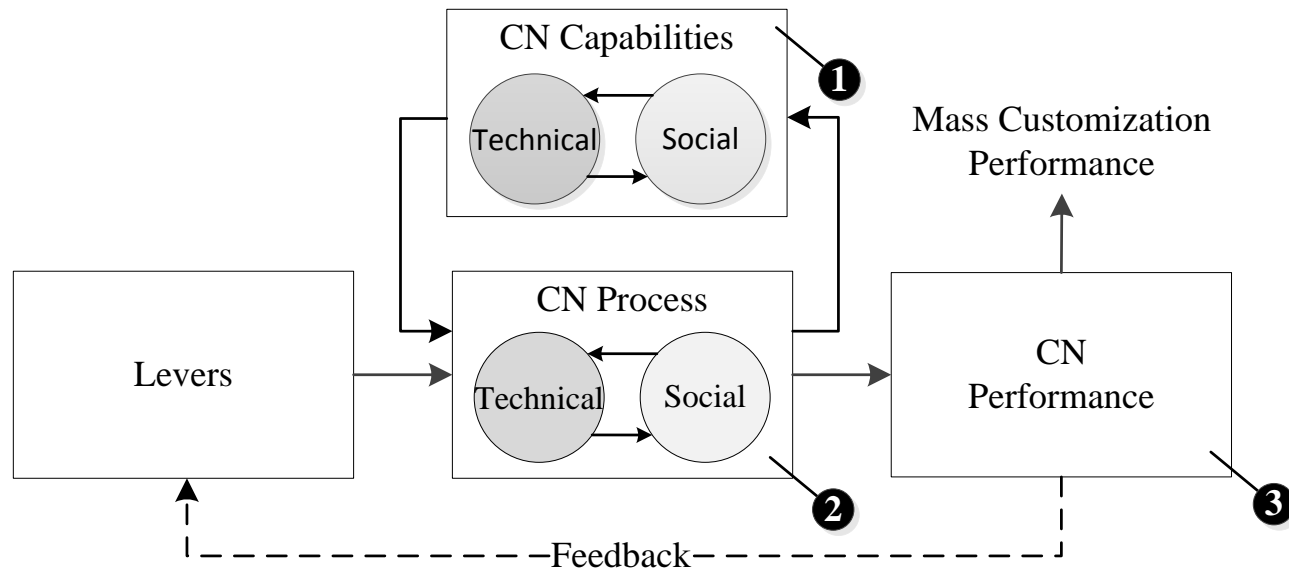 CN Capabilities
1
Technical
Social
Mass Customization
Performance
Levers
CN Process
Technical
Social
2
CN
Performance
3
Feedback